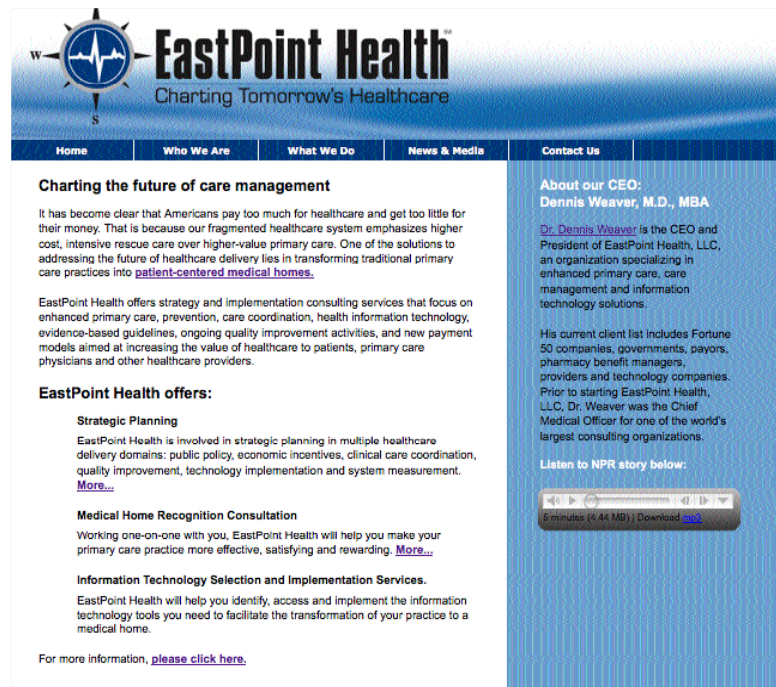 W
S
EastPoint Health
Charting Tomorrow's Healthcare
Home
Who We Are
What We Do
News & Media
Contact Us
Charting the future of care management
It has become clear that Americans pay too much for healthcare and get too little for
their money. That is because our fragmented healthcare system emphasizes higher
cost, intensive rescue care over higher-value primary care. One of the solutions to
addressing the future of healthcare delivery lies in transforming traditional primary
care practices into patient-centered medical homes.
EastPoint Health offers strategy and implementation consulting services that focus on
enhanced primary care, prevention, care coordination, health information technology,
evidence-based guidelines, ongoing quality improvement activities, and new payment
models aimed at increasing the value of healthcare to patients, primary care
physicians and other healthcare providers.
EastPoint Health offers:
Strategic Planning
EastPoint Health is involved in strategic planning in multiple healthcare
delivery domains: public policy, economic incentives, clinical care coordination,
quality improvement, technology implementation and system measurement.
More...
Medical Home Recognition Consultation
Working one-on-one with you, EastPoint Health will help you make your
primary care practice more effective, satisfying and rewarding. More...
Information Technology Selection and Implementation Services.
EastPoint Health will help you identify, access and implement the information
technology tools you need to facilitate the transformation of your practice to a
medical home.
For more information, please click here.
About our CEO:
Dennis Weaver, M.D., MBA
Dr. Dennis Weaver is the CEO and
President of EastPoint Health, LLC,
an organization specializing in
enhanced primary care, care
management and information
technology solutions.
His current client list includes Fortune
50 companies, governments, payors,
pharmacy benefit managers,
providers and technology companies.
Prior to starting EastPoint Health,
LLC, Dr. Weaver was the Chief
Medical Officer for one of the world's
largest consulting organizations.
Listen to NPR story below:
5 minutes (4.44 MB) | Download mp3